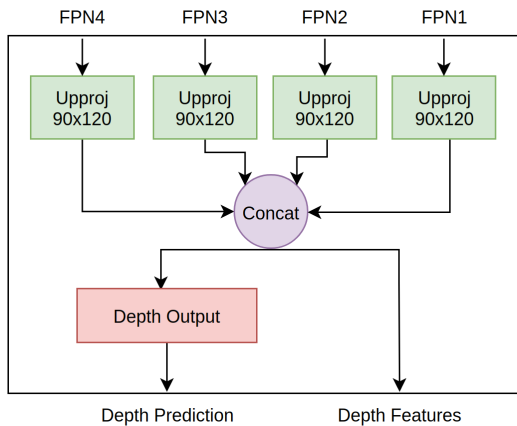 FPN4 FPN3 FPN2 FPN1
Upproj Upproj Upproj Upproj
90x120 90x120 90x120 90x120
Concat
Depth Output
Depth Prediction Depth Features